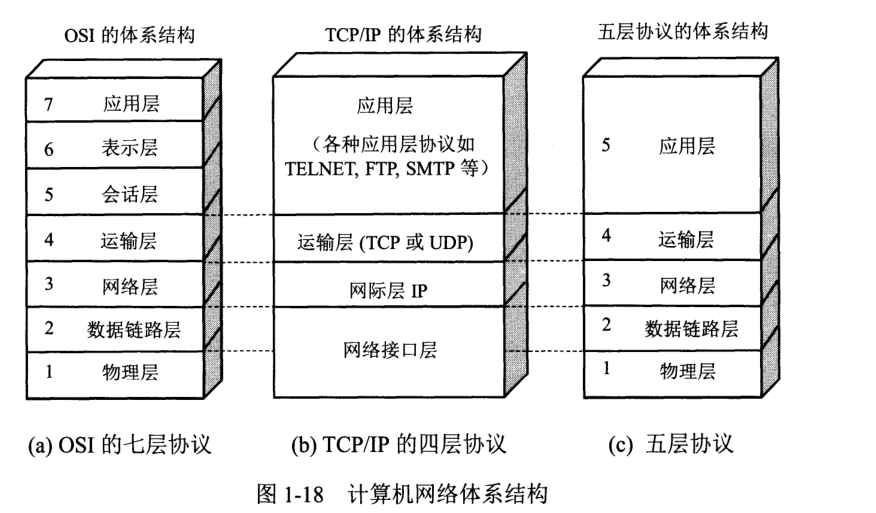 OSI 的体系结构
7 应用层
6 表示层
5 会话层
4 运输层
3 网络层
2 数据链路层
1 物理层
(a) OSI 的七层协议
TCP/IP 的体系结构
应用层
(各种应用层协议如
TELNET, FTP, SMTP 等)
运输层 (TCP 或 UDP)
网际层 IP
网络接口层
(b) TCP/IP 的四层协议
五层协议的体系结构
5 应用层
4 运输层
3 网络层
2 数据链路层
1 物理层
(c) 五层协议
图 1-18 计算机网络体系结构